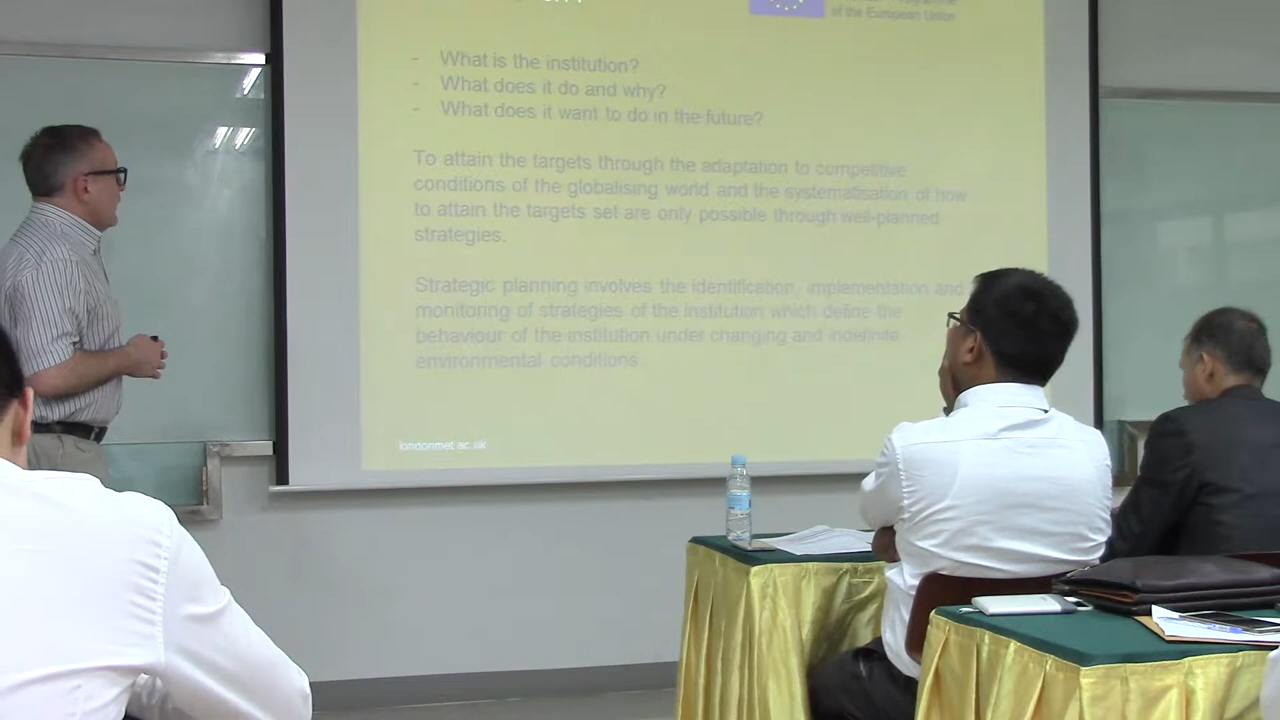 of the European Union
- What is the institution?
- What does it do and why?
- What does it want to do in the future?
To attain the targets through the adaptation to competitive
conditions of the globalising world and the systematisation of how
to attain the targets set are only possible through well-planned
strategies.
Strategic planning involves the identification, implementation and
monitoring of strategies of the institution which define the
behaviour of the institution under changing and indefinite
environmental conditions
londonmet.ac.uk